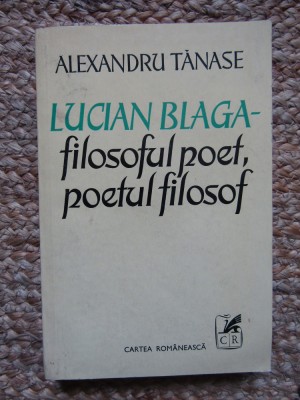 ALEXANDRU TĂNASE
LUCIAN BLAGA-
filosoful poet,
poetul filosof
CR
CARTEA ROMÂNEASCĂ